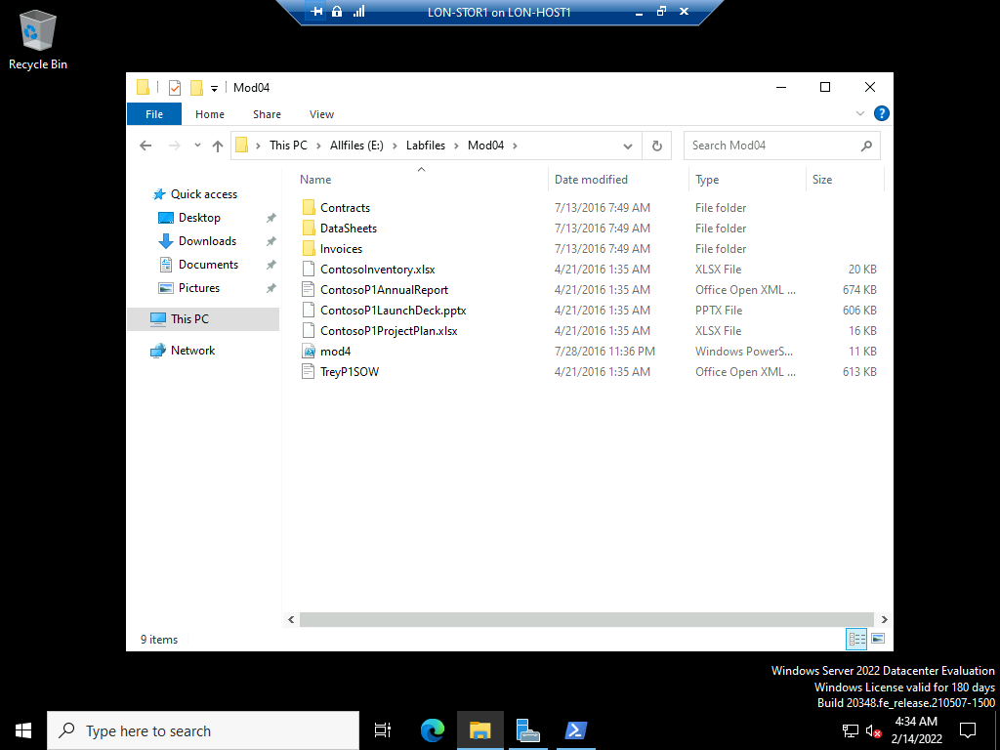 LON-STOR1 on LON-HOST1
Recycle Bin
Mod04
File Home Share View
This PC Allfiles (E:) Labfiles Mod04
Search Mod04
Name Date modified Type Size
Quick access
Desktop
Downloads
Documents
Pictures
This PC
Network
Contracts 7/13/2016 7:49 AM File folder
DataSheets 7/13/2016 7:49 AM File folder
Invoices 7/13/2016 7:49 AM File folder
ContosoInventory.xlsx 4/21/2016 1:35 AM XLSX File 20 KB
ContosoP1AnnualReport 4/21/2016 1:35 AM Office Open XML ... 674 KB
ContosoP1LaunchDeck.pptx 4/21/2016 1:35 AM PPTX File 606 KB
ContosoP1ProjectPlan.xlsx 4/21/2016 1:35 AM XLSX File 16 KB
mod4 7/28/2016 11:36 PM Windows PowerS... 11 KB
TreyP1SOW 4/21/2016 1:35 AM Office Open XML ... 613 KB
9 items
Windows Server 2022 Datacenter Evaluation
Windows License valid for 180 days
Build 20348.fe_release.210507-1500
Type here to search
4:34 AM
2/14/2022